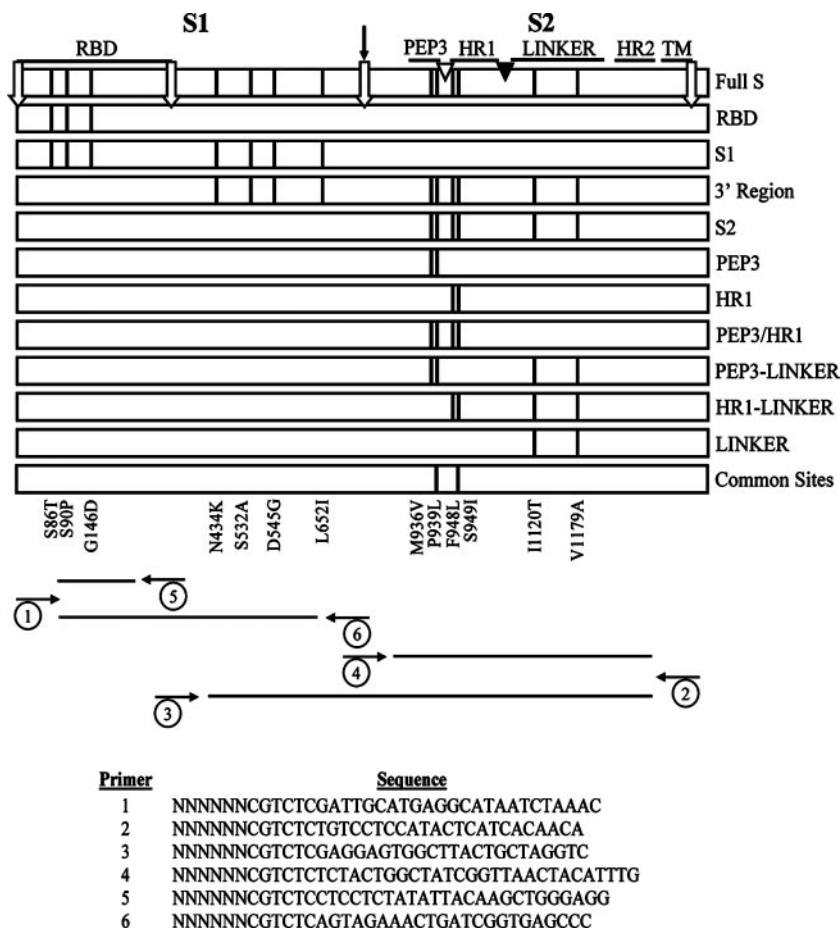 S1 S2
RBD PEP3 HR1 LINKER HR2 TM
Full S
RBD
S1
3' Region
S2
PEP3
HR1
PEP3/HR1
PEP3-LINKER
HR1-LINKER
LINKER
Common Sites
S86T
S90P
G146D
N434K
S532A
D545G
L652I
M936V
P939L
F948L
S949I
I1120T
V1179A
1 5
6
4
3 2
Primer Sequence
1 NNNNNNCGTCTCGATTGCATGAGGCATAATCTAAAC
2 NNNNNNCGTCTCTGTCCTCCATACTCATCACAACA
3 NNNNNNCGTCTCGAGGAGTGGCTTACTGCTAGGTC
4 NNNNNNCGTCTCTCTACTGGCTATCGGTTAACTACATTTG
5 NNNNNNCGTCTCCTCCTCTATATTACAAGCTGGGAGG
6 NNNNNNCGTCTCAGTAGAAACTGATCGGTGAGCCC